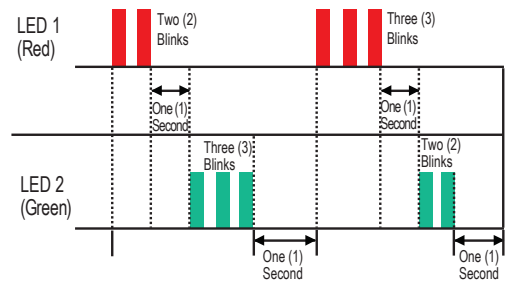 LED 1
(Red)
Two (2)
Blinks
Three (3)
Blinks
One (1)
Second
One (1)
Second
LED 2
(Green)
Three (3)
Blinks
Two (2)
Blinks
One (1)
Second
One (1)
Second